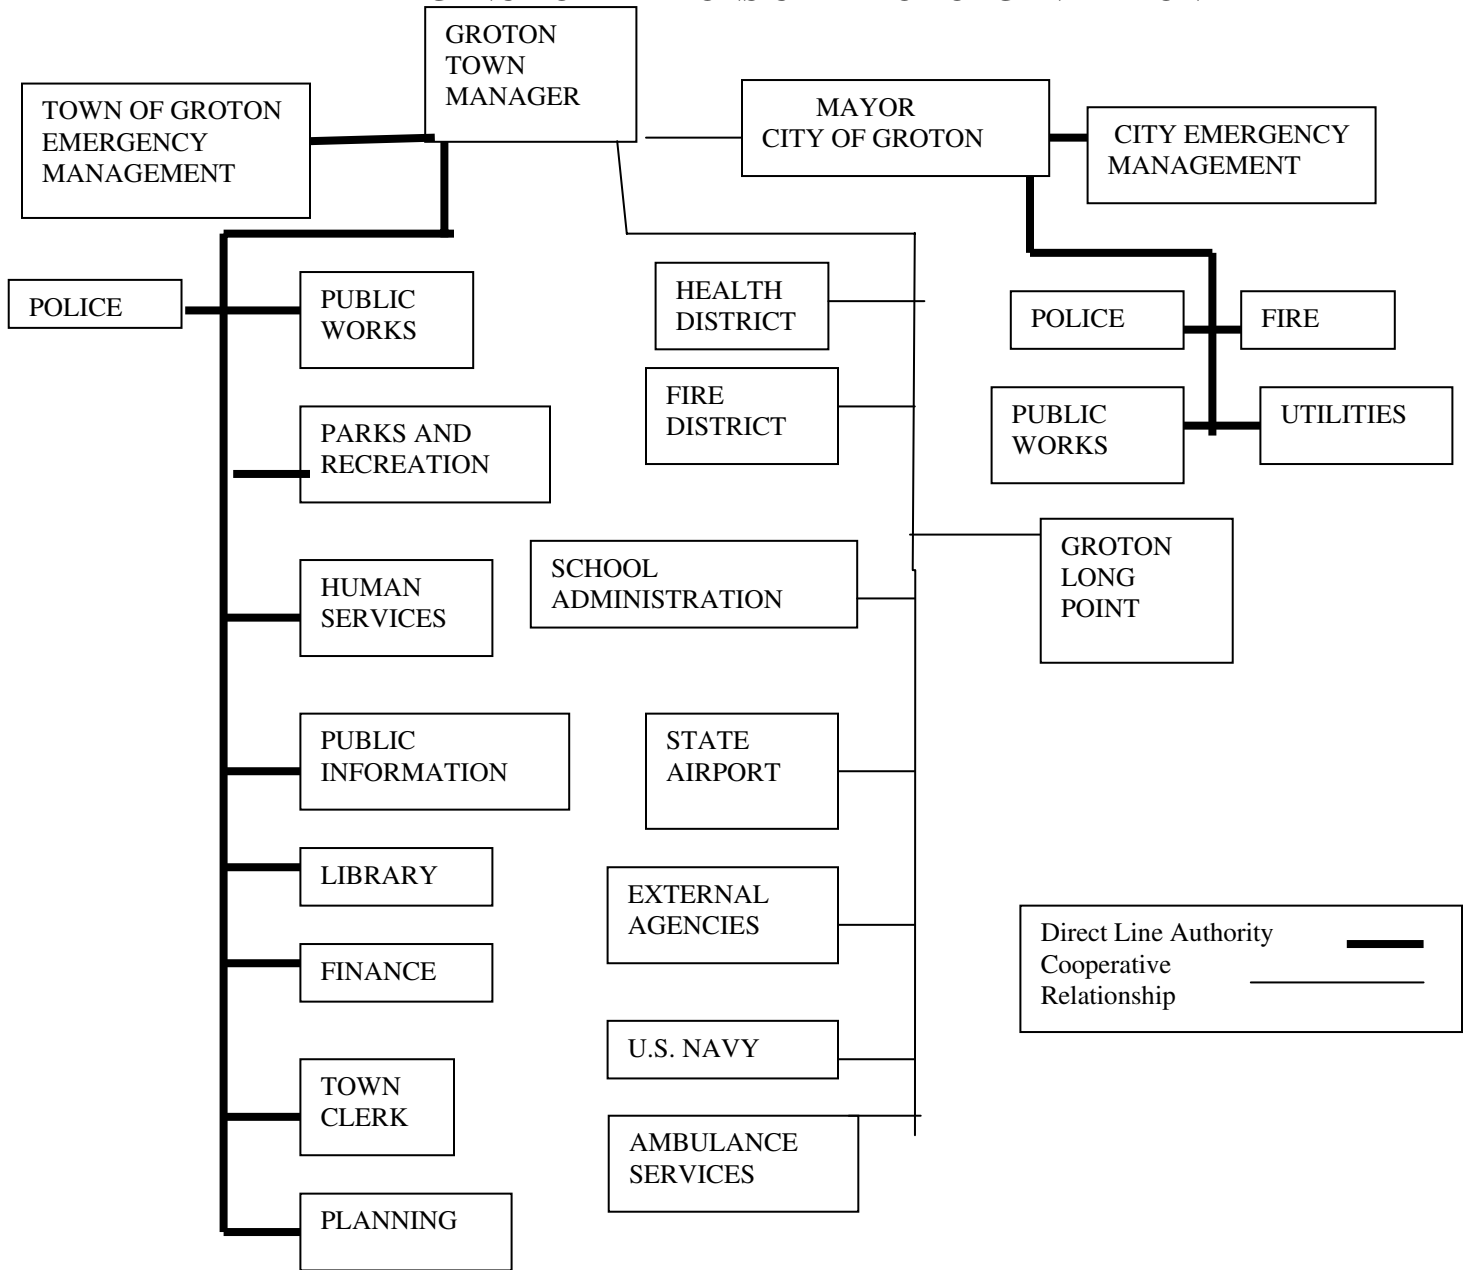 GROTON
TOWN
MANAGER
TOWN OF GROTON
EMERGENCY
MANAGEMENT
MAYOR
CITY OF GROTON
CITY EMERGENCY
MANAGEMENT
POLICE
PUBLIC
WORKS
PARKS AND
RECREATION
HUMAN
SERVICES
PUBLIC
INFORMATION
LIBRARY
FINANCE
TOWN
CLERK
PLANNING
HEALTH
DISTRICT
FIRE
DISTRICT
SCHOOL
ADMINISTRATION
STATE
AIRPORT
EXTERNAL
AGENCIES
U.S. NAVY
AMBULANCE
SERVICES
POLICE
FIRE
PUBLIC
WORKS
UTILITIES
GROTON
LONG
POINT
Direct Line Authority
Cooperative
Relationship